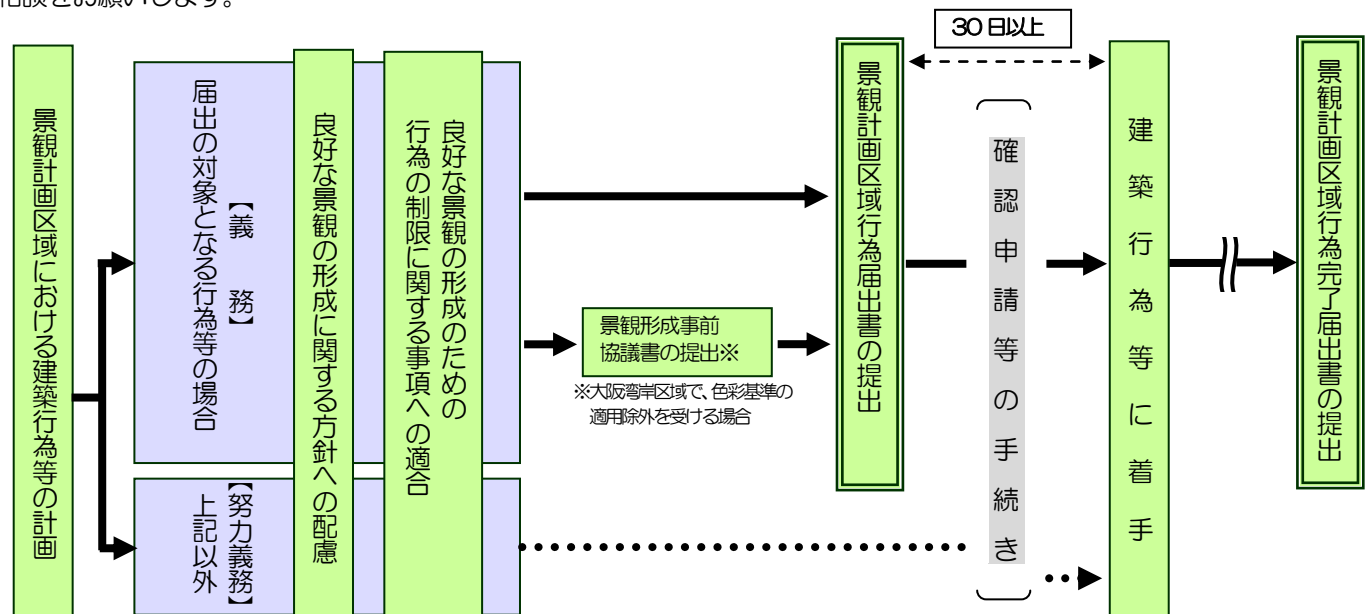 相談をお願いします。
景観計画区域における建築行為等の計画
届出の対象となる行為等の場合
【義 務】
【努力義務】
上記以外
良好な景観の形成に関する方針への配慮
良好な景観の形成のための
行為の制限に関する事項への適合
景観形成事前
協議書の提出※
※大阪湾岸区域で、色彩基準の
適用除外を受ける場合
景観計画区域行為届出書の提出
30日以上
確認申請等の手続き
建築行為等に着手
景観計画区域行為完了届出書の提出